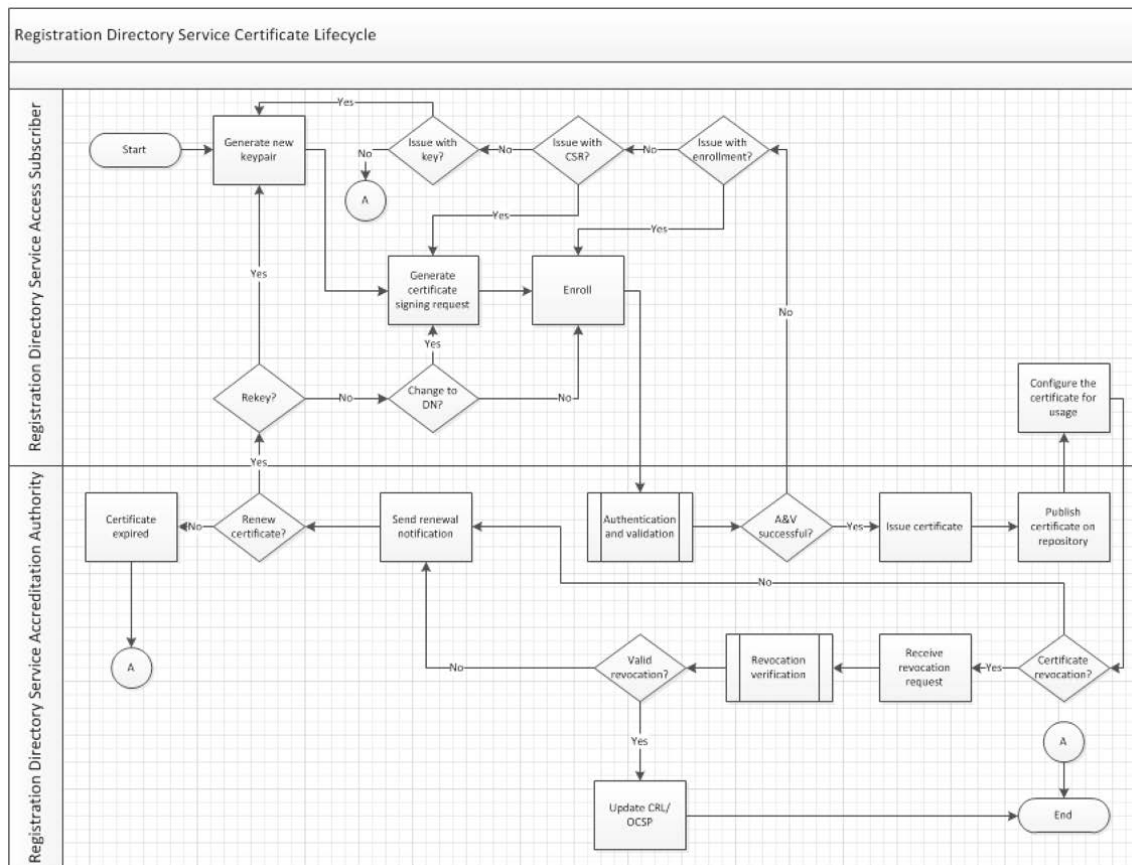 Registration Directory Service Certificate Lifecycle
Registration Directory Service Access Subscriber
Start
Generate new
keypair
Yes
Issue with
key?
No
Issue with
CSR?
No
Issue with
enrollment?
No
A
Yes
Yes
Yes
Generate
certificate
signing request
Enroll
No
Yes
Rekey?
No
Change to
DN?
No
Configure the
certificate for
usage
Yes
Registration Directory Service Accreditation Authority
Certificate
expired
No
Renew
certificate?
Send renewal
notification
Authentication
and validation
A&V
successful?
Yes
Issue certificate
Publish
certificate on
repository
No
A
No
Valid
revocation?
Revocation
verification
Receive
revocation
request
Yes
Certificate
revocation?
Yes
A
Update CRL/
OCSP
End